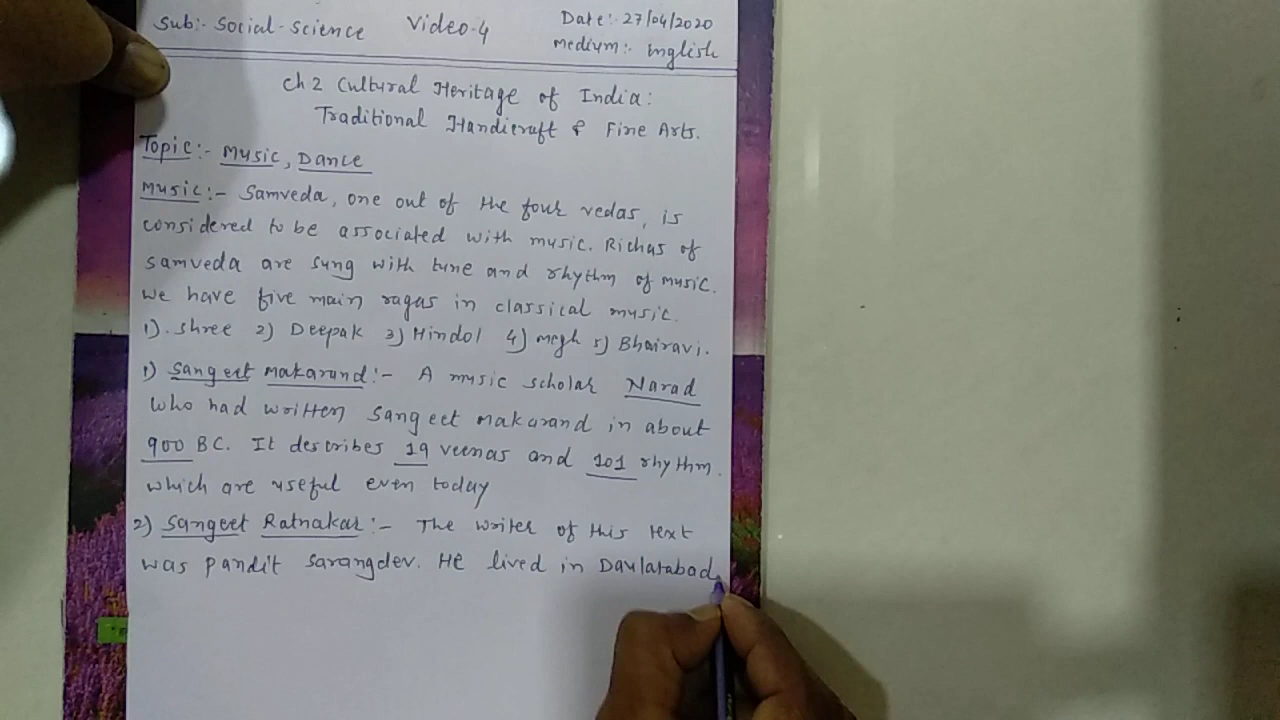 Sub:- Social-Science Video-4 Date:- 27/04/2020
Medium:- English
Ch 2 Cultural Heritage of India:
Traditional Handicraft & Fine Arts.
Topic:- Music, Dance
Music:- Samveda, one out of the four vedas, is
considered to be associated with music. Richas of
samveda are sung with tune and rhythm of music.
we have five main ragas in classical music.
1). Shree 2) Deepak 3) Hindol 4) megh 5) Bhairavi.
1) Sangeet Makarand:- A music scholar Narad
who had written Sangeet Makarand in about
900 BC. It describes 19 veenas and 101 rhythm.
which are useful even today
2) Sangeet Ratnakar:- The writer of this text
was pandit Sarangdev. He lived in Daulatabad.